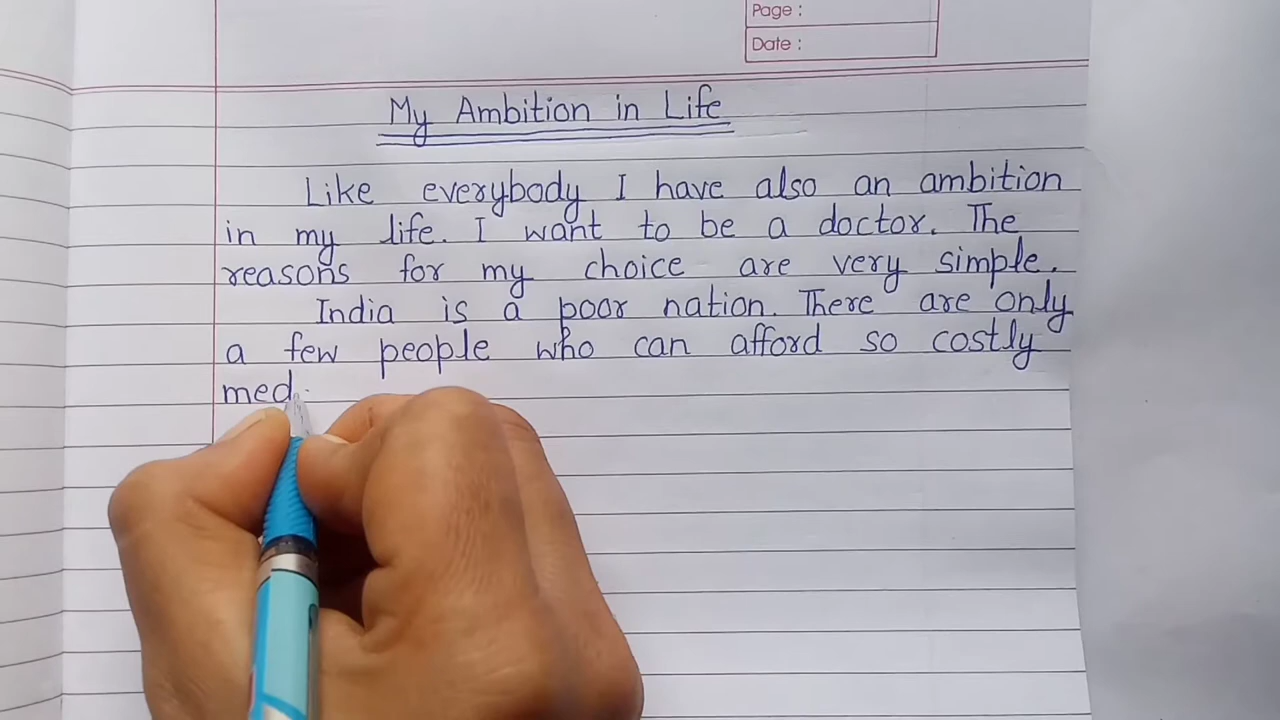 Page :
Date :
My Ambition in Life
Like everybody I have also an ambition
in my life. I want to be a doctor. The
reasons for my choice are very simple.
India is a poor nation. There are only
a few people who can afford so costly
med